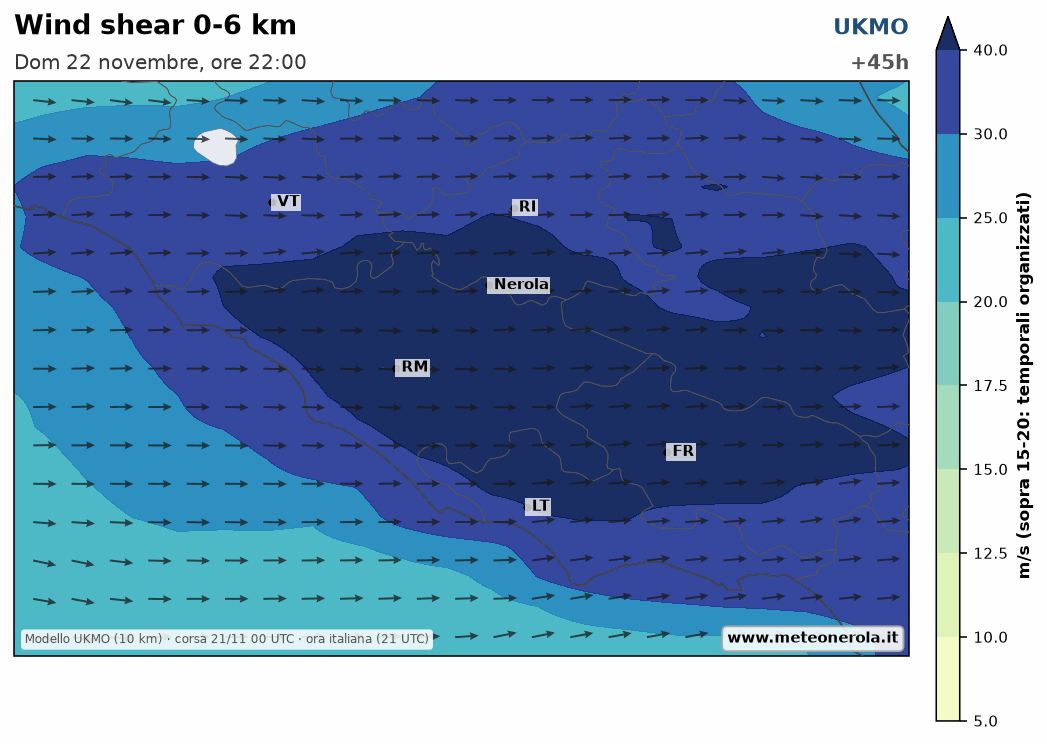 Wind shear 0-6 km
UKMO
Dom 22 novembre, ore 22:00
+45h
VT
RI
Nerola
RM
FR
LT
Modello UKMO (10 km) · corsa 21/11 00 UTC · ora italiana (21 UTC)
www.meteonerola.it
40.0
30.0
25.0
20.0
17.5
15.0
12.5
10.0
5.0
m/s (sopra 15-20: temporali organizzati)